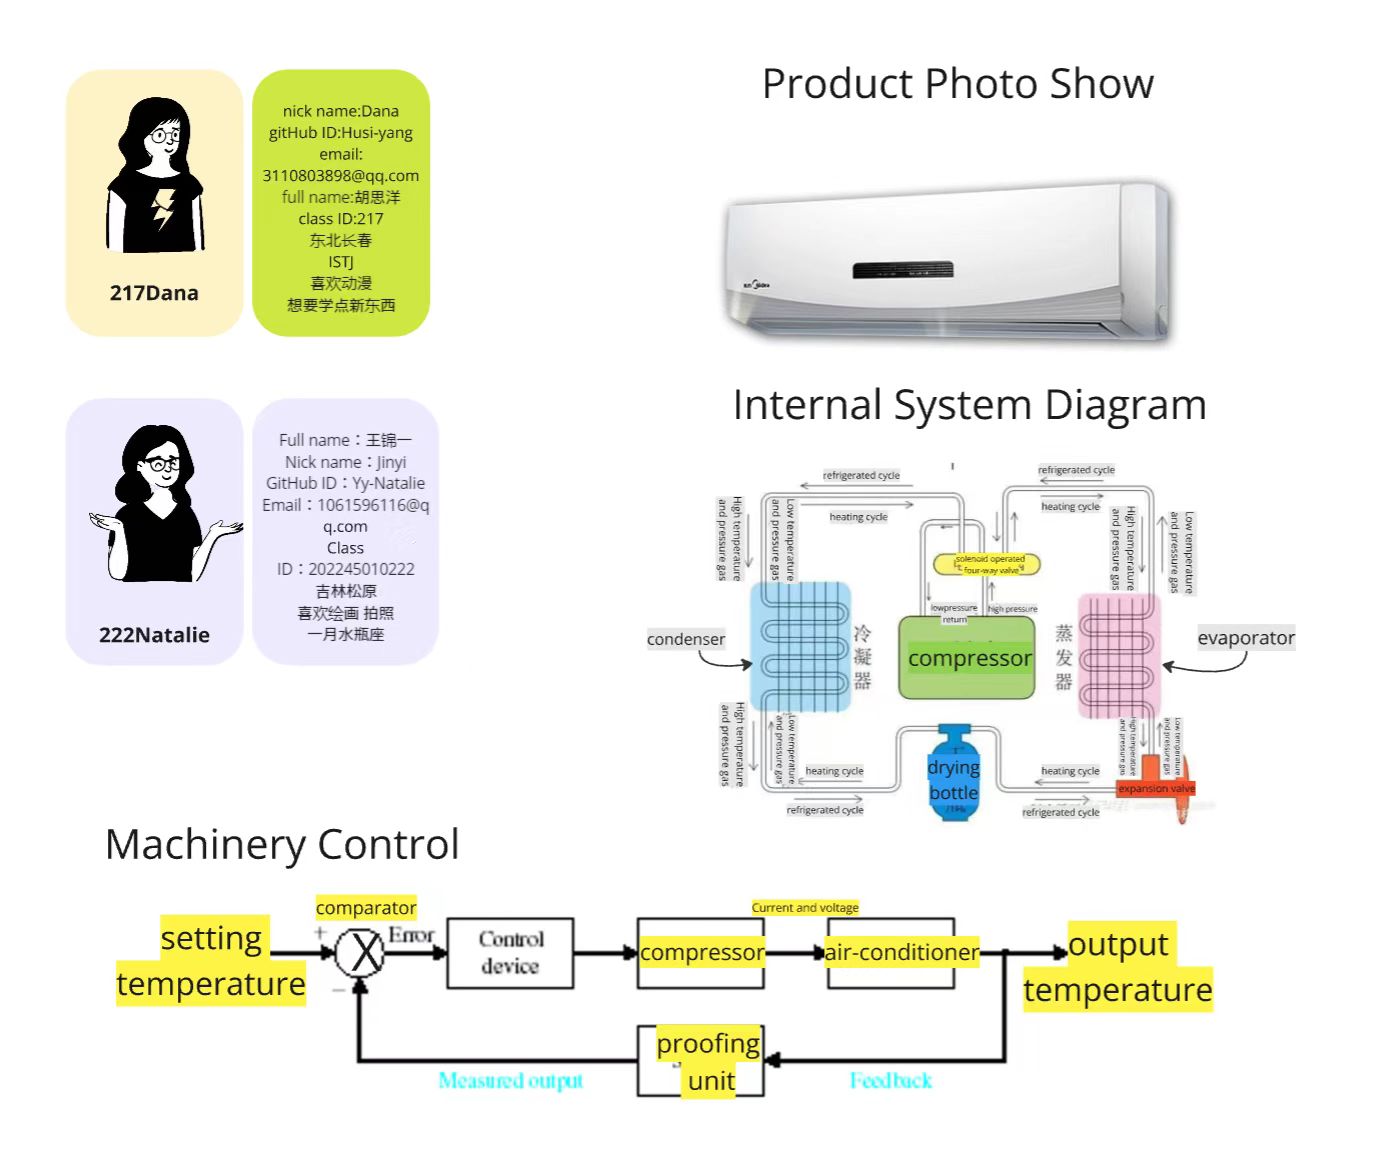 nick name:Dana
gitHub ID:Husi-yang
email:
3110803898@qq.com
full name:胡思洋
class ID:217
东北长春
ISTJ
喜欢动漫
想要学点新东西
217Dana
Full name：王锦一
Nick name：Jinyi
GitHub ID：Yy-Natalie
Email：1061596116@q
q.com
Class
ID：202245010222
吉林松原
喜欢绘画 拍照
一月水瓶座
222Natalie
Product Photo Show
Midea
Internal System Diagram
refrigerated cycle
heating cycle
refrigerated cycle
heating cycle
High temperature
and pressure gas
Low temperature
and pressure gas
High temperature
and pressure gas
Low temperature
and pressure gas
solenoid operated
four-way valve
lowpressure
return
high pressure
condenser
冷凝器
compressor
蒸发器
evaporator
High temperature
and pressure gas
Low temperature
and pressure gas
High temperature
and pressure gas
Low temperature
and pressure gas
heating cycle
refrigerated cycle
drying
bottle
heating cycle
refrigerated cycle
expansion valve
Machinery Control
setting
temperature
comparator
+
X
−
Error
Control
device
compressor
Current and voltage
air-conditioner
output
temperature
proofing
unit
Measured output
Feedback